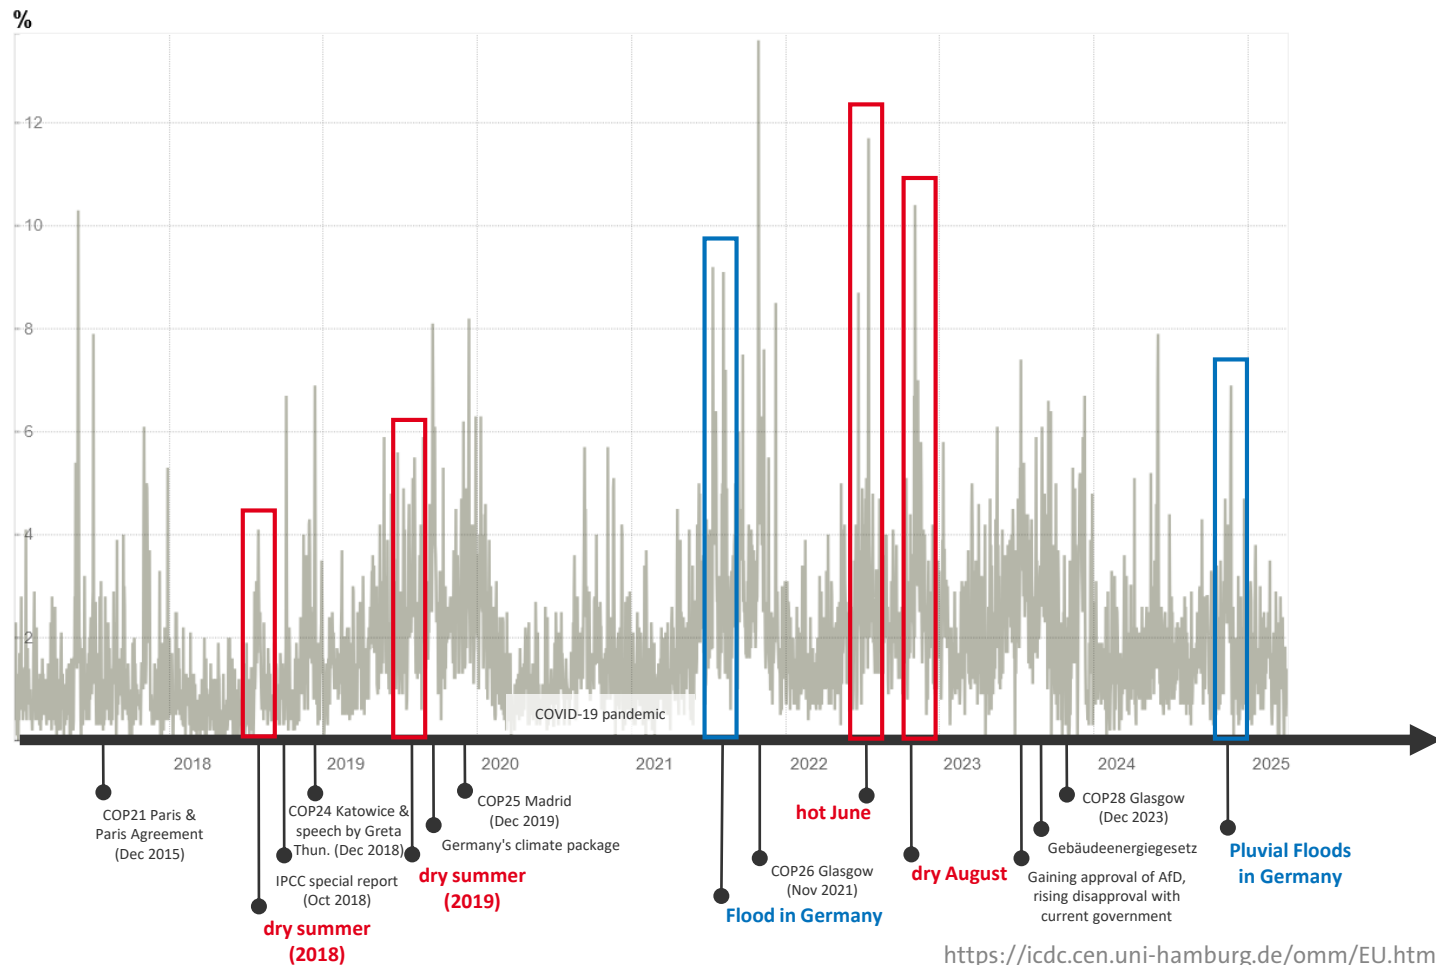 %
12
10
8
6
4
2
COVID-19 pandemic
2018
2019
2020
2021
2022
2023
2024
2025
COP21 Paris &
Paris Agreement
(Dec 2015)
dry summer
(2018)
IPCC special report
(Oct 2018)
COP24 Katowice &
speech by Greta
Thun. (Dec 2018)
dry summer
(2019)
Germany's climate package
COP25 Madrid
(Dec 2019)
Flood in Germany
COP26 Glasgow
(Nov 2021)
hot June
dry August
Gaining approval of AfD,
rising disapproval with
current government
Gebäudeenergiegesetz
COP28 Glasgow
(Dec 2023)
Pluvial Floods
in Germany
https://icdc.cen.uni-hamburg.de/omm/EU.htm